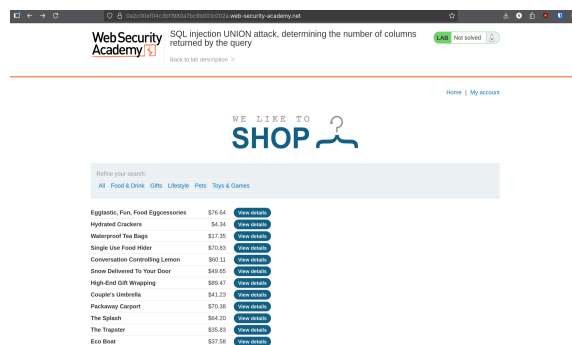 0a2c00ef04c3bf1980a7bc9b001c002a.web-security-academy.net
Web Security Academy
SQL injection UNION attack, determining the number of columns returned by the query
Back to lab description
LAB Not solved
Home | My account
WE LIKE TO
SHOP
Refine your search:
All Food & Drink Gifts Lifestyle Pets Toys & Games
Eggtastic, Fun, Food Eggcessories $76.64 View details
Hydrated Crackers $4.34 View details
Waterproof Tea Bags $17.35 View details
Single Use Food Hider $70.83 View details
Conversation Controlling Lemon $60.11 View details
Snow Delivered To Your Door $49.65 View details
High-End Gift Wrapping $89.47 View details
Couple's Umbrella $41.23 View details
Packaway Carport $70.38 View details
The Splash $64.20 View details
The Trapster $35.83 View details
Eco Boat $37.58 View details